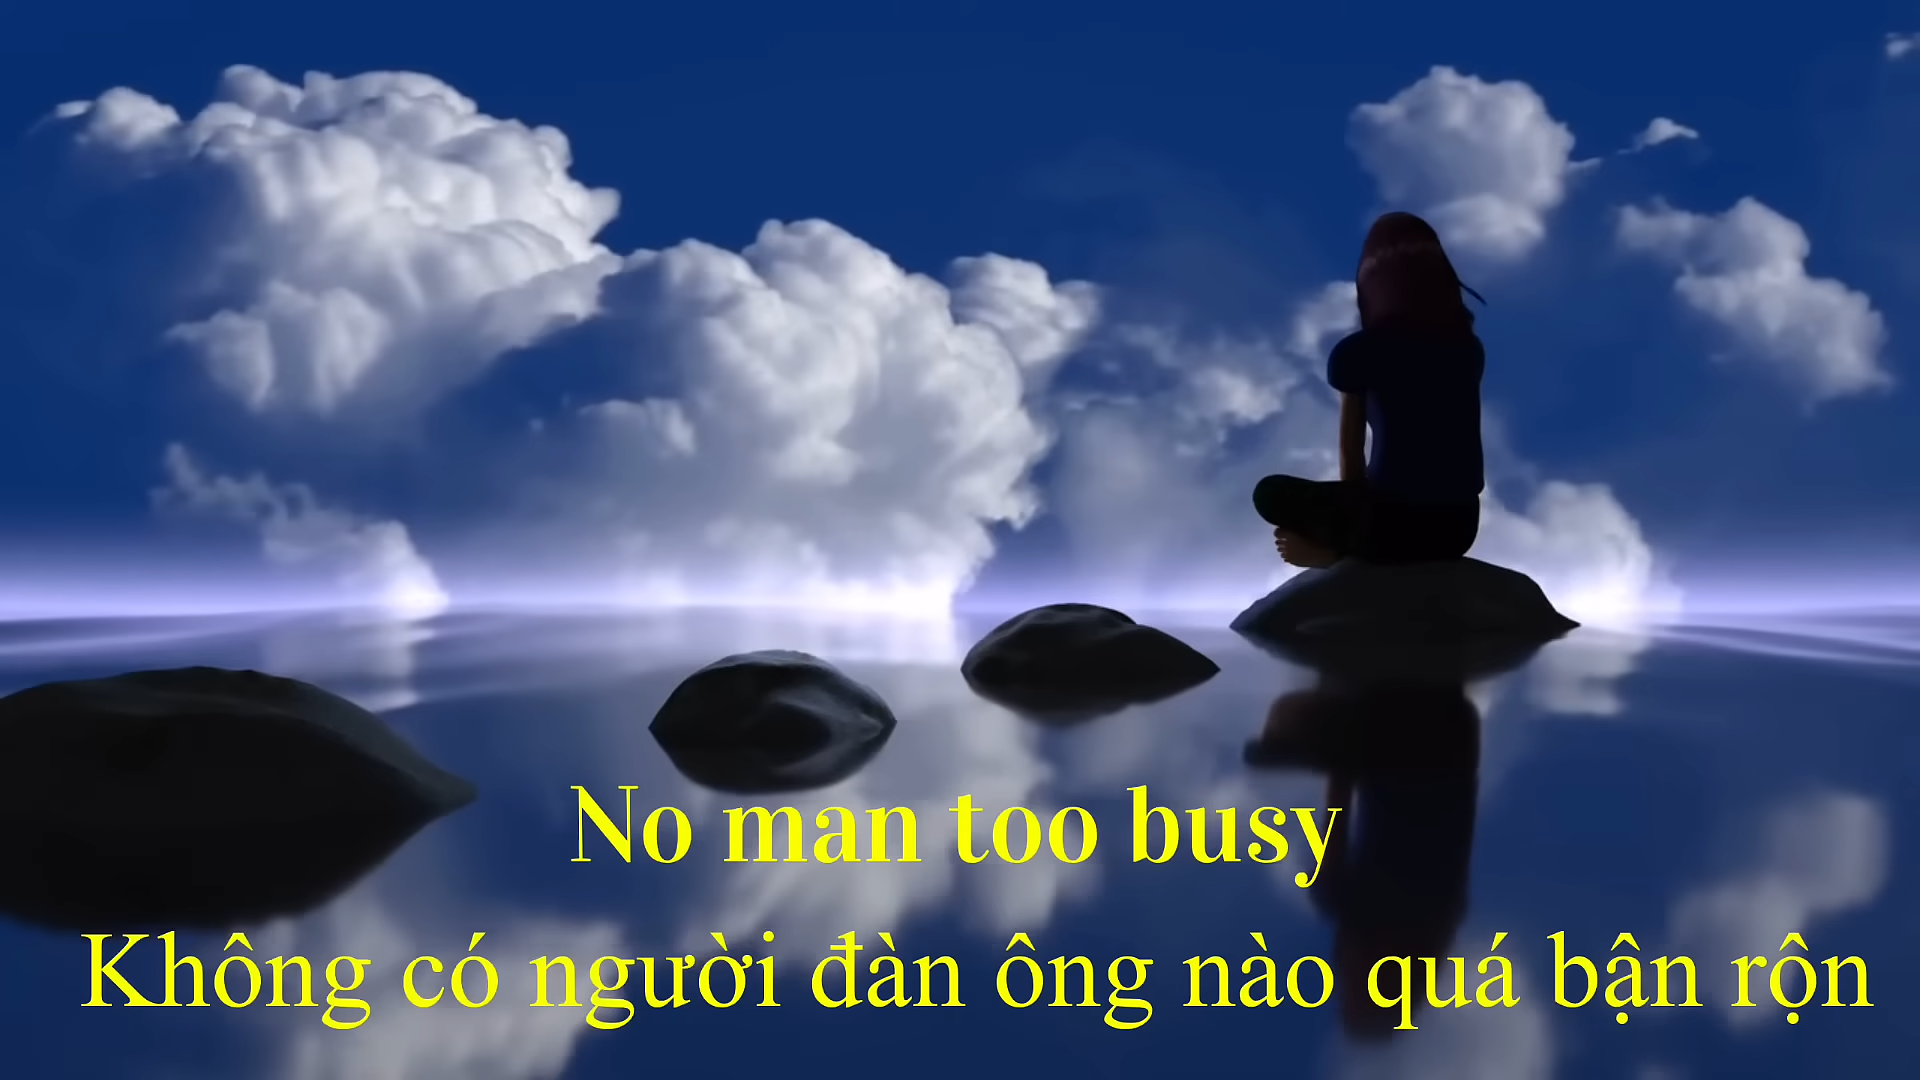 No man too busy
Không có người đàn ông nào quá bận rộn